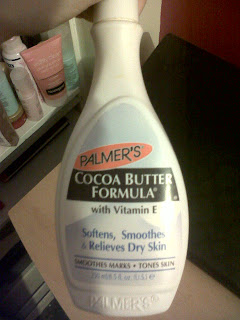 PALMER'S
COCOA BUTTER
FORMULA®
with Vitamin E
Softens, Smoothes
& Relieves Dry Skin
SMOOTHES MARKS • TONES SKIN
PALMER'S®